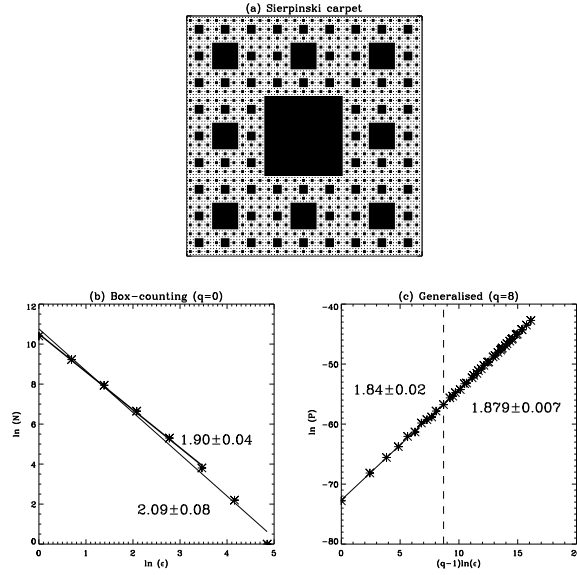 (a) Sierpinski carpet
(b) Box-counting (q=0)
12
10
8
6
4
2
0
ln (N)
1.90±0.04
2.09±0.08
0 1 2 3 4 5
ln (ε)
(c) Generalised (q=8)
-40
-50
-60
-70
-80
ln (P)
1.84±0.02
1.879±0.007
0 5 10 15 20
(q-1)ln(ε)